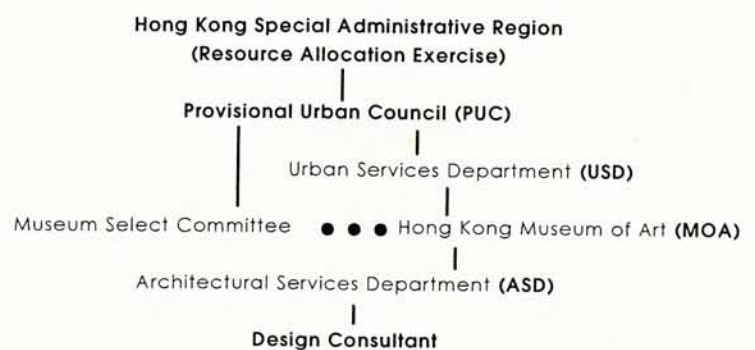 Hong Kong Special Administrative Region
(Resource Allocation Exercise)
Provisional Urban Council (PUC)
Urban Services Department (USD)
Museum Select Committee ● ● ● Hong Kong Museum of Art (MOA)
Architectural Services Department (ASD)
Design Consultant